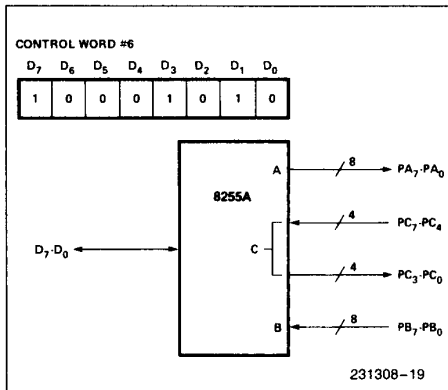 CONTROL WORD #6
D7 D6 D5 D4 D3 D2 D1 D0
1 0 0 0 1 0 1 0
A 8 PA7-PA0
8255A
4 PC7-PC4
D7-D0 C
4 PC3-PC0
B 8 PB7-PB0
231308-19